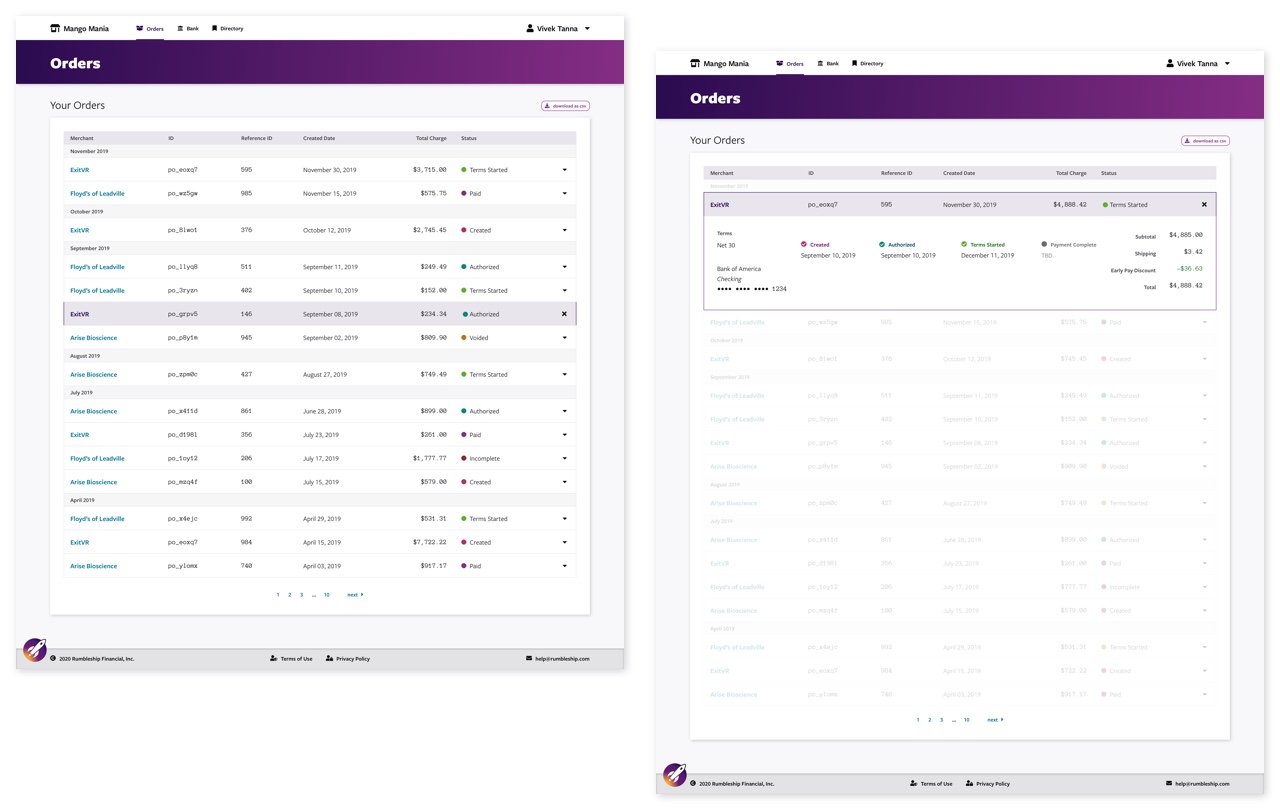 Mango Mania Orders Bank Directory Vivek Tanna
Orders
Your Orders download as csv
Merchant ID Reference ID Created Date Total Charge Status
November 2019
ExitVR po_eoxq7 595 November 30, 2019 $3,715.00 Terms Started
Floyd's of Leadville po_wz5gw 985 November 15, 2019 $575.75 Paid
October 2019
ExitVR po_81wo1 376 October 12, 2019 $2,745.45 Created
September 2019
Floyd's of Leadville po_1lyq8 511 September 11, 2019 $249.49 Authorized
Floyd's of Leadville po_3ryzn 402 September 10, 2019 $152.00 Terms Started
ExitVR po_grpv5 146 September 08, 2019 $234.34 Authorized
Arise Bioscience po_p8y1m 945 September 02, 2019 $809.90 Voided
August 2019
Arise Bioscience po_zpm0c 427 August 27, 2019 $749.49 Terms Started
July 2019
Arise Bioscience po_x411d 861 June 28, 2019 $899.00 Authorized
ExitVR po_d198l 356 July 23, 2019 $261.00 Paid
Floyd's of Leadville po_1oy12 206 July 17, 2019 $1,777.77 Incomplete
Arise Bioscience po_mzq4f 100 July 15, 2019 $579.00 Created
April 2019
Floyd's of Leadville po_x4ejc 992 April 29, 2019 $531.31 Terms Started
ExitVR po_eoxq7 984 April 15, 2019 $7,722.22 Created
Arise Bioscience po_ylomx 740 April 03, 2019 $917.17 Paid
1 2 3 ... 10 next
© 2020 Rumbleship Financial, Inc. Terms of Use Privacy Policy help@rumbleship.com
Mango Mania Orders Bank Directory Vivek Tanna
Orders
Your Orders download as csv
Merchant ID Reference ID Created Date Total Charge Status
November 2019
ExitVR po_eoxq7 595 November 30, 2019 $4,888.42 Terms Started
Terms
Net 30
Created Authorized Terms Started Payment Complete
September 10, 2019 September 10, 2019 December 11, 2019 TBD
Bank of America
Checking
•••• •••• •••• 1234
Subtotal $4,885.00
Shipping $3.42
Early Pay Discount -$36.63
Total $4,888.42
Floyd's of Leadville po_wz5gw 985 November 15, 2019 $575.75 Paid
October 2019
ExitVR po_81wo1 376 October 12, 2019 $745.45 Created
September 2019
Floyd's of Leadville po_1lyq8 511 September 11, 2019 $249.49 Authorized
Floyd's of Leadville po_3ryzn 402 September 10, 2019 $152.00 Terms Started
ExitVR po_grpv5 146 September 08, 2019 $234.34 Authorized
Arise Bioscience po_p8y1m 945 September 02, 2019 $809.90 Voided
August 2019
Arise Bioscience po_zpm0c 427 August 27, 2019 $749.49 Terms Started
July 2019
Arise Bioscience po_x411d 861 June 28, 2019 $899.00 Authorized
ExitVR po_d198l 356 July 23, 2019 $261.00 Paid
Floyd's of Leadville po_1oy12 206 July 17, 2019 $777.77 Incomplete
Arise Bioscience po_mzq4f 100 July 15, 2019 $579.00 Created
April 2019
Floyd's of Leadville po_x4ejc 992 April 29, 2019 $531.31 Terms Started
ExitVR po_eoxq7 984 April 15, 2019 $722.22 Created
Arise Bioscience po_ylomx 740 April 03, 2019 $917.17 Paid
1 2 3 ... 10 next
© 2020 Rumbleship Financial, Inc. Terms of Use Privacy Policy help@rumbleship.com